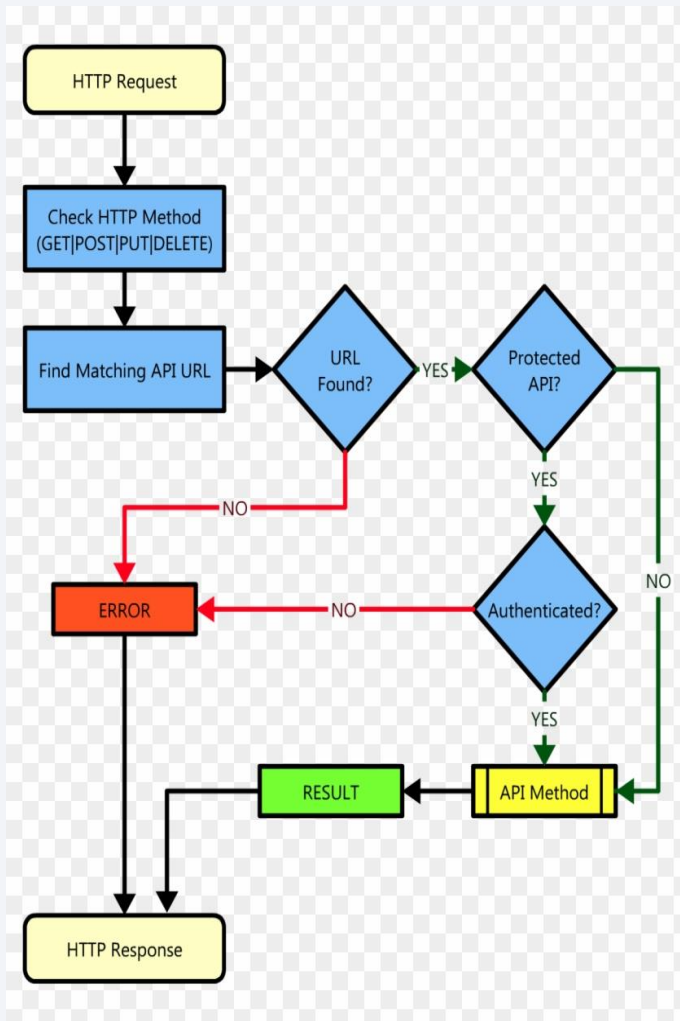 HTTP Request
Check HTTP Method
(GET|POST|PUT|DELETE)
Find Matching API URL
URL
Found?
YES
Protected
API?
YES
NO
NO
ERROR
NO
Authenticated?
YES
RESULT
API Method
HTTP Response